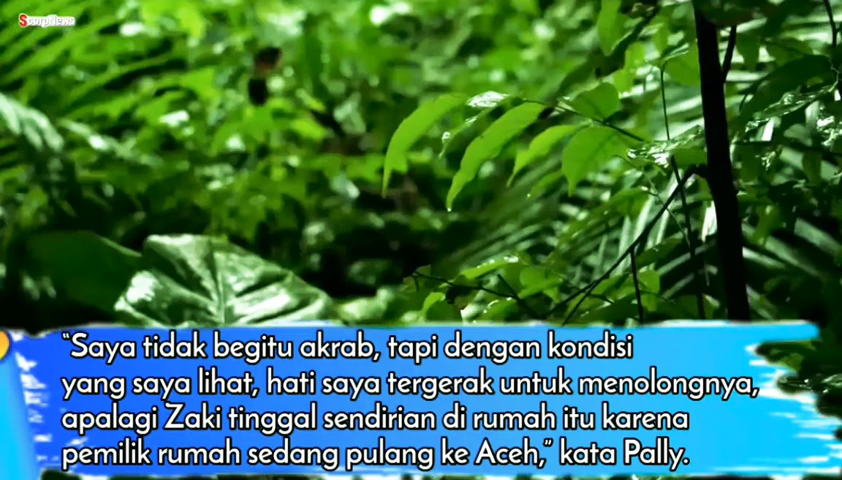 “Saya tidak begitu akrab, tapi dengan kondisi
yang saya lihat, hati saya tergerak untuk menolongnya,
apalagi Zaki tinggal sendirian di rumah itu karena
pemilik rumah sedang pulang ke Aceh,” kata Pally.